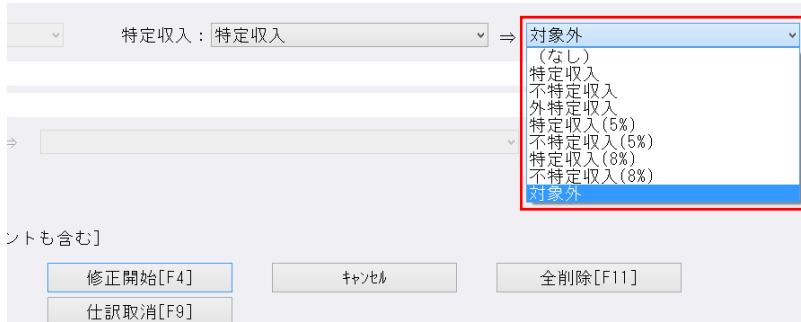 特定収入：特定収入 ⇒ 対象外
(なし)
特定収入
不特定収入
外特定収入
特定収入(5%)
不特定収入(5%)
特定収入(8%)
不特定収入(8%)
対象外
⇒
ントも含む]
修正開始[F4] ｷｬﾝｾﾙ 全削除[F11]
仕訳取消[F9]